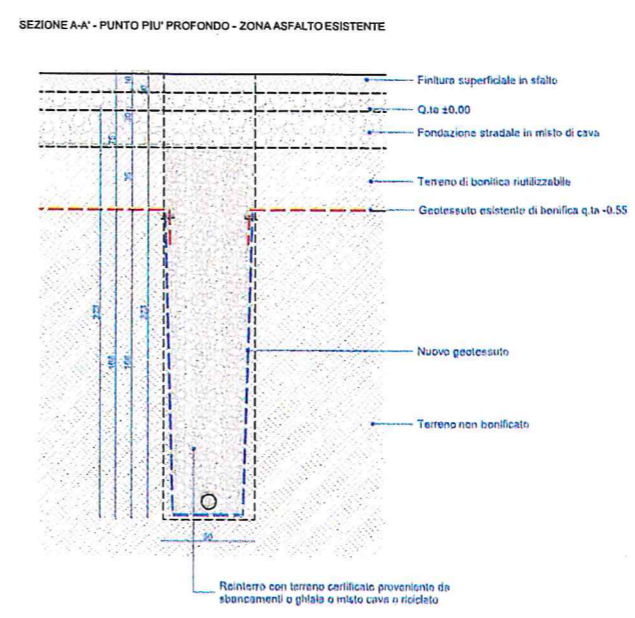 SEZIONE A-A' - PUNTO PIU' PROFONDO - ZONA ASFALTO ESISTENTE
Finitura superficiale in sfalto
Q.ta ±0,00
Fondazione stradale in misto di cava
Terreno di bonifica riutilizzabile
Geotessuto esistente di bonifica q.ta -0.55
Nuovo geotessuto
Terreno non bonificato
Reinterro con terreno certificato proveniente da
sbancamenti o ghiaia o misto cava o riciclato